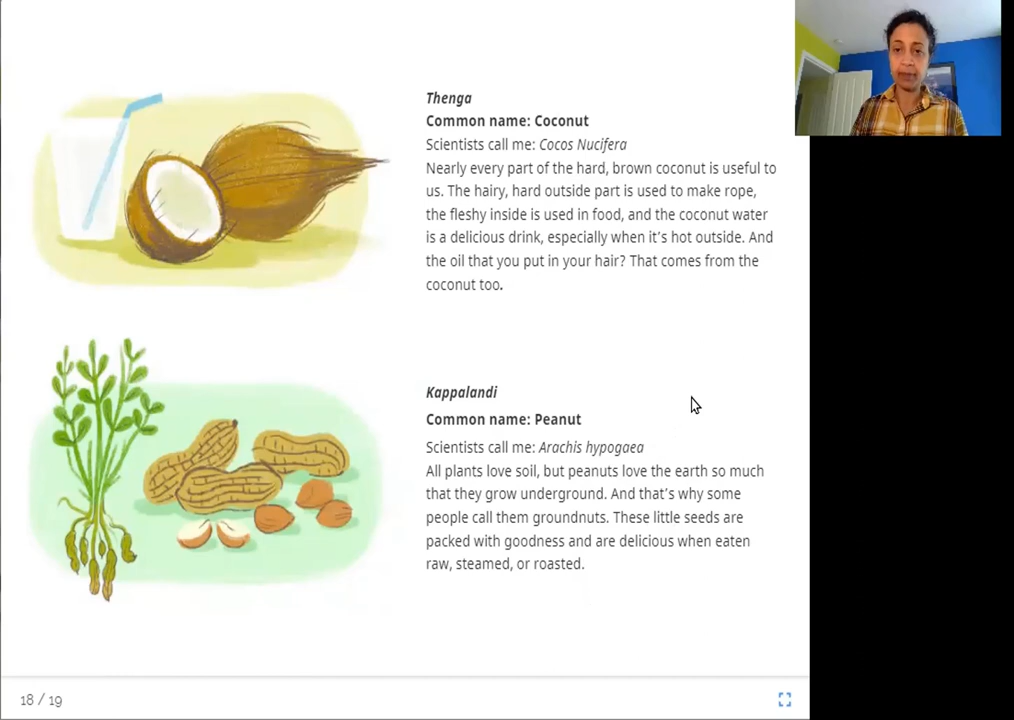 Thenga
Common name: Coconut
Scientists call me: Cocos Nucifera
Nearly every part of the hard, brown coconut is useful to
us. The hairy, hard outside part is used to make rope,
the fleshy inside is used in food, and the coconut water
is a delicious drink, especially when it’s hot outside. And
the oil that you put in your hair? That comes from the
coconut too.
Kappalandi
Common name: Peanut
Scientists call me: Arachis hypogaea
All plants love soil, but peanuts love the earth so much
that they grow underground. And that’s why some
people call them groundnuts. These little seeds are
packed with goodness and are delicious when eaten
raw, steamed, or roasted.
18 / 19